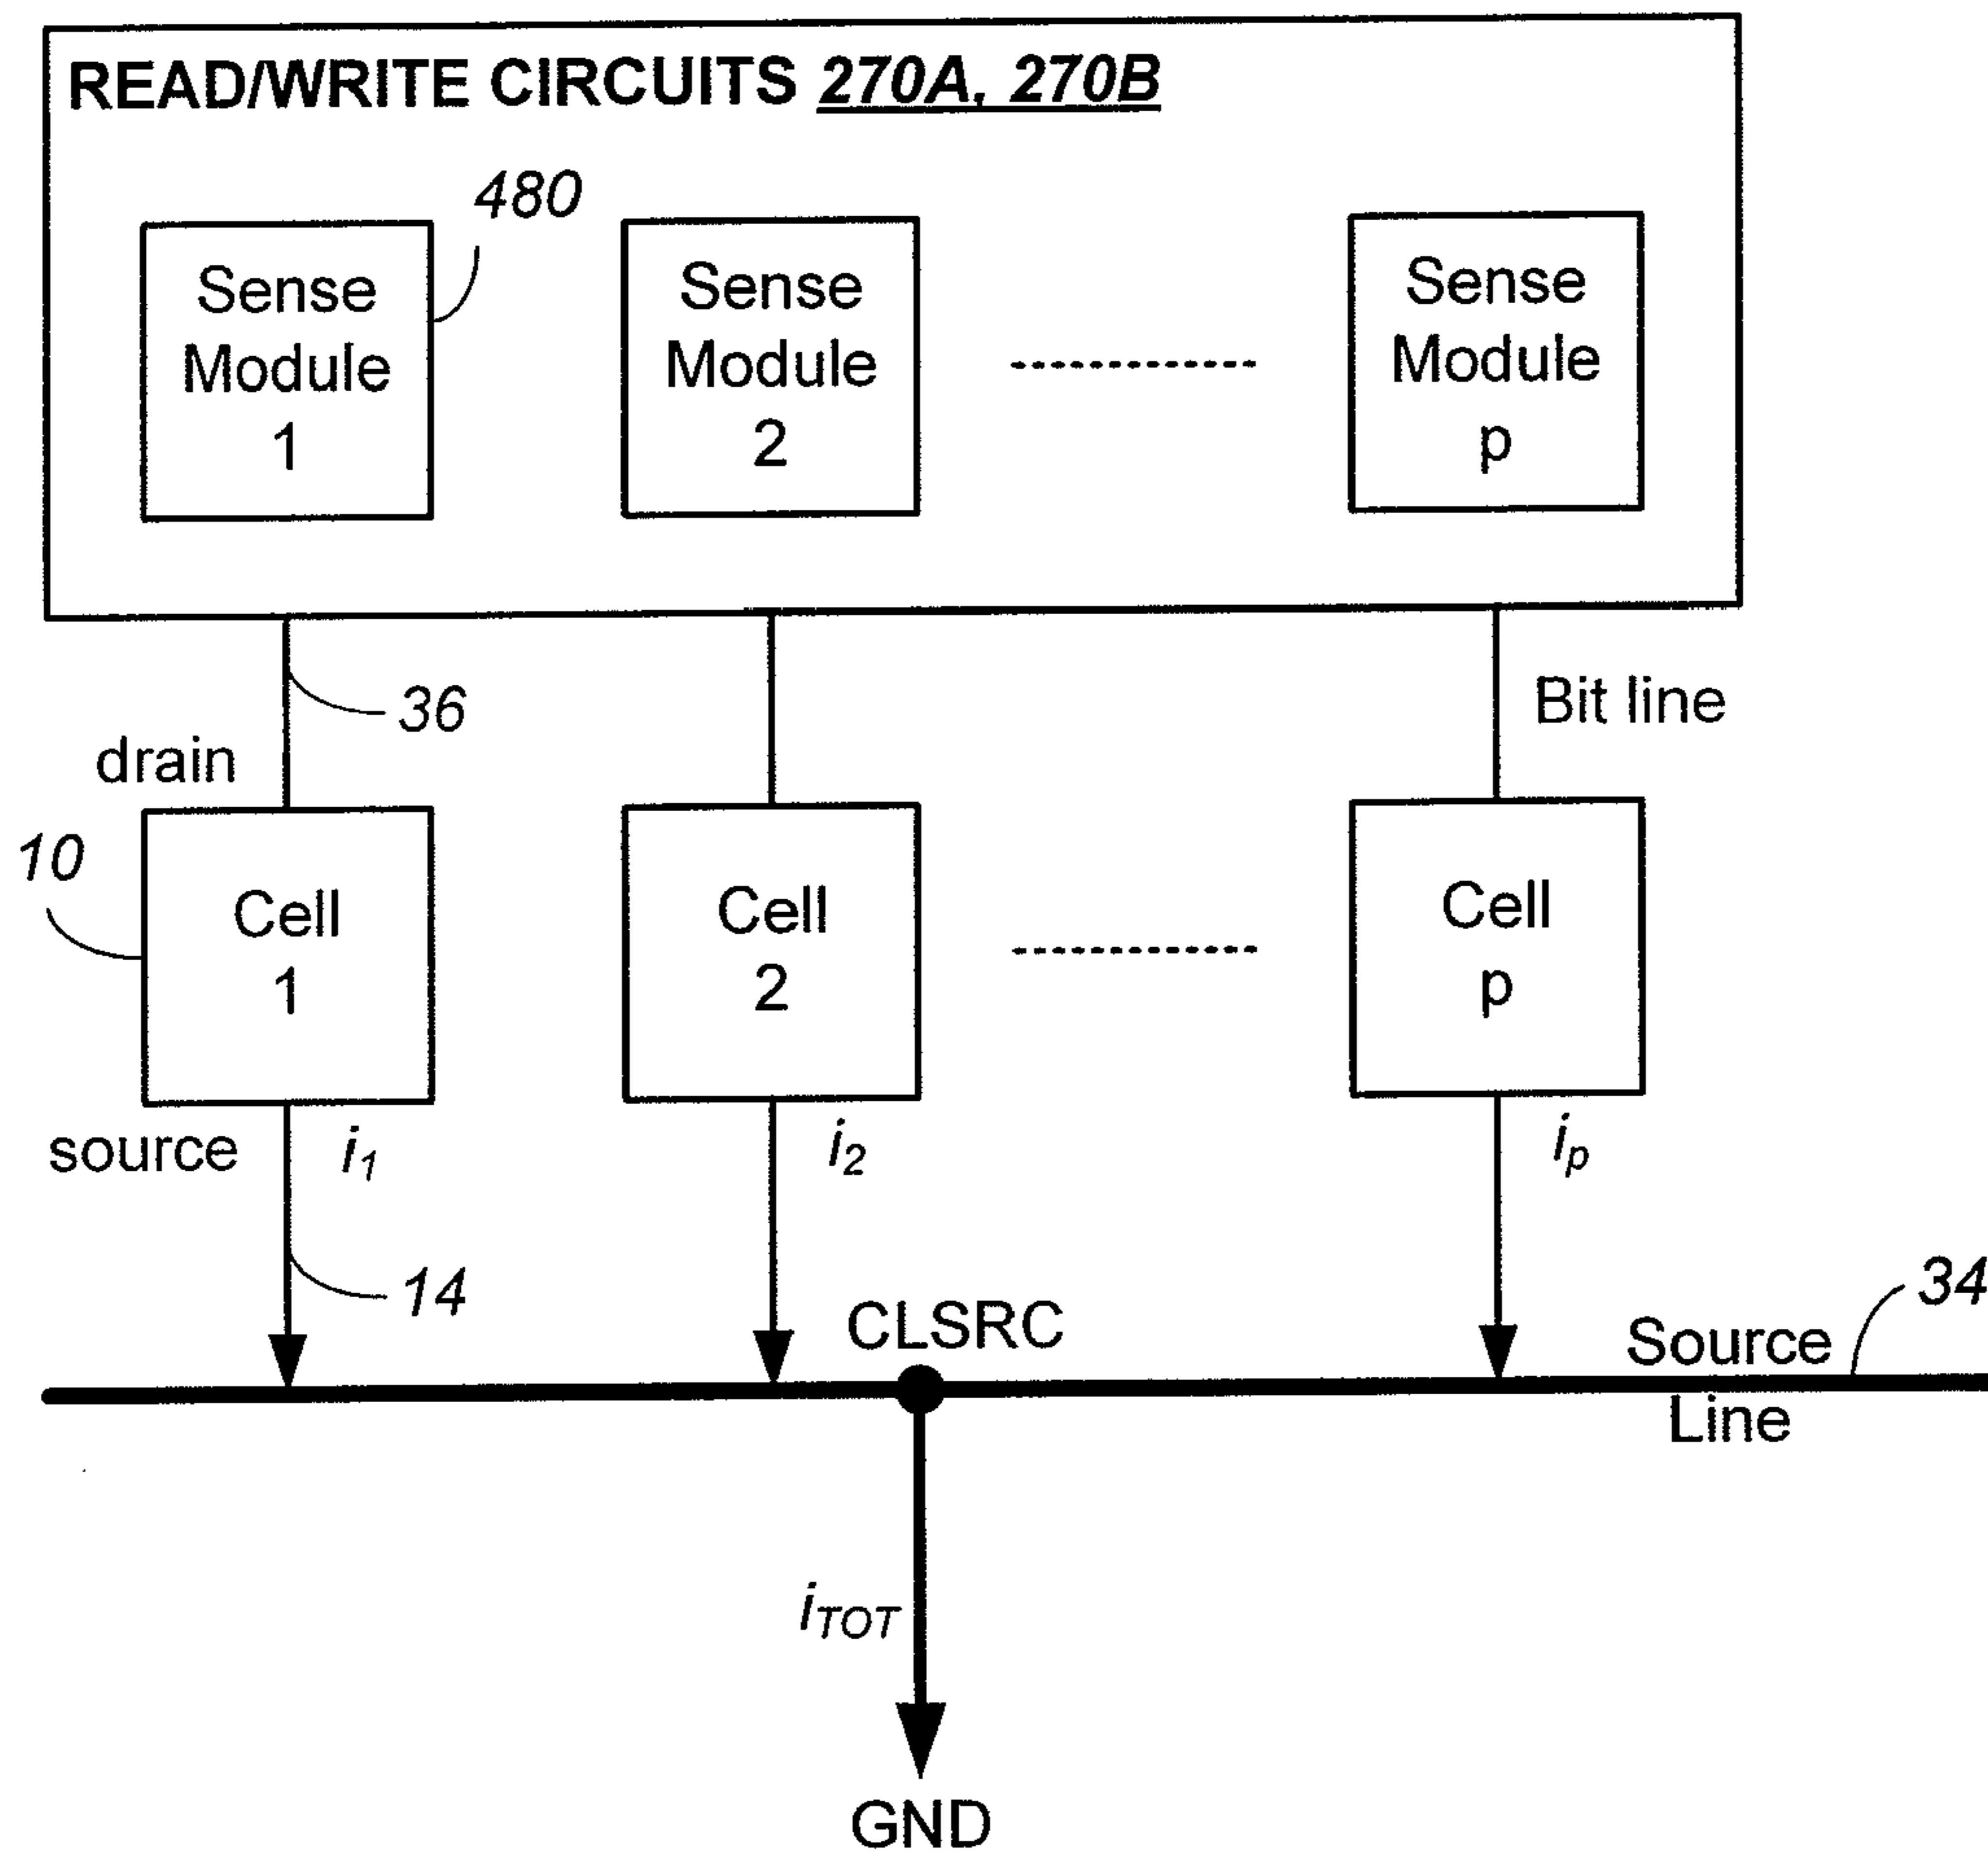 READ/WRITE CIRCUITS 270A, 270B
480
Sense
Module
1
Sense
Module
2
Sense
Module
p
36
Bit line
drain
10
Cell
1
Cell
2
Cell
p
source
i1
i2
ip
14
CLSRC
Source
Line
34
iTOT
GND